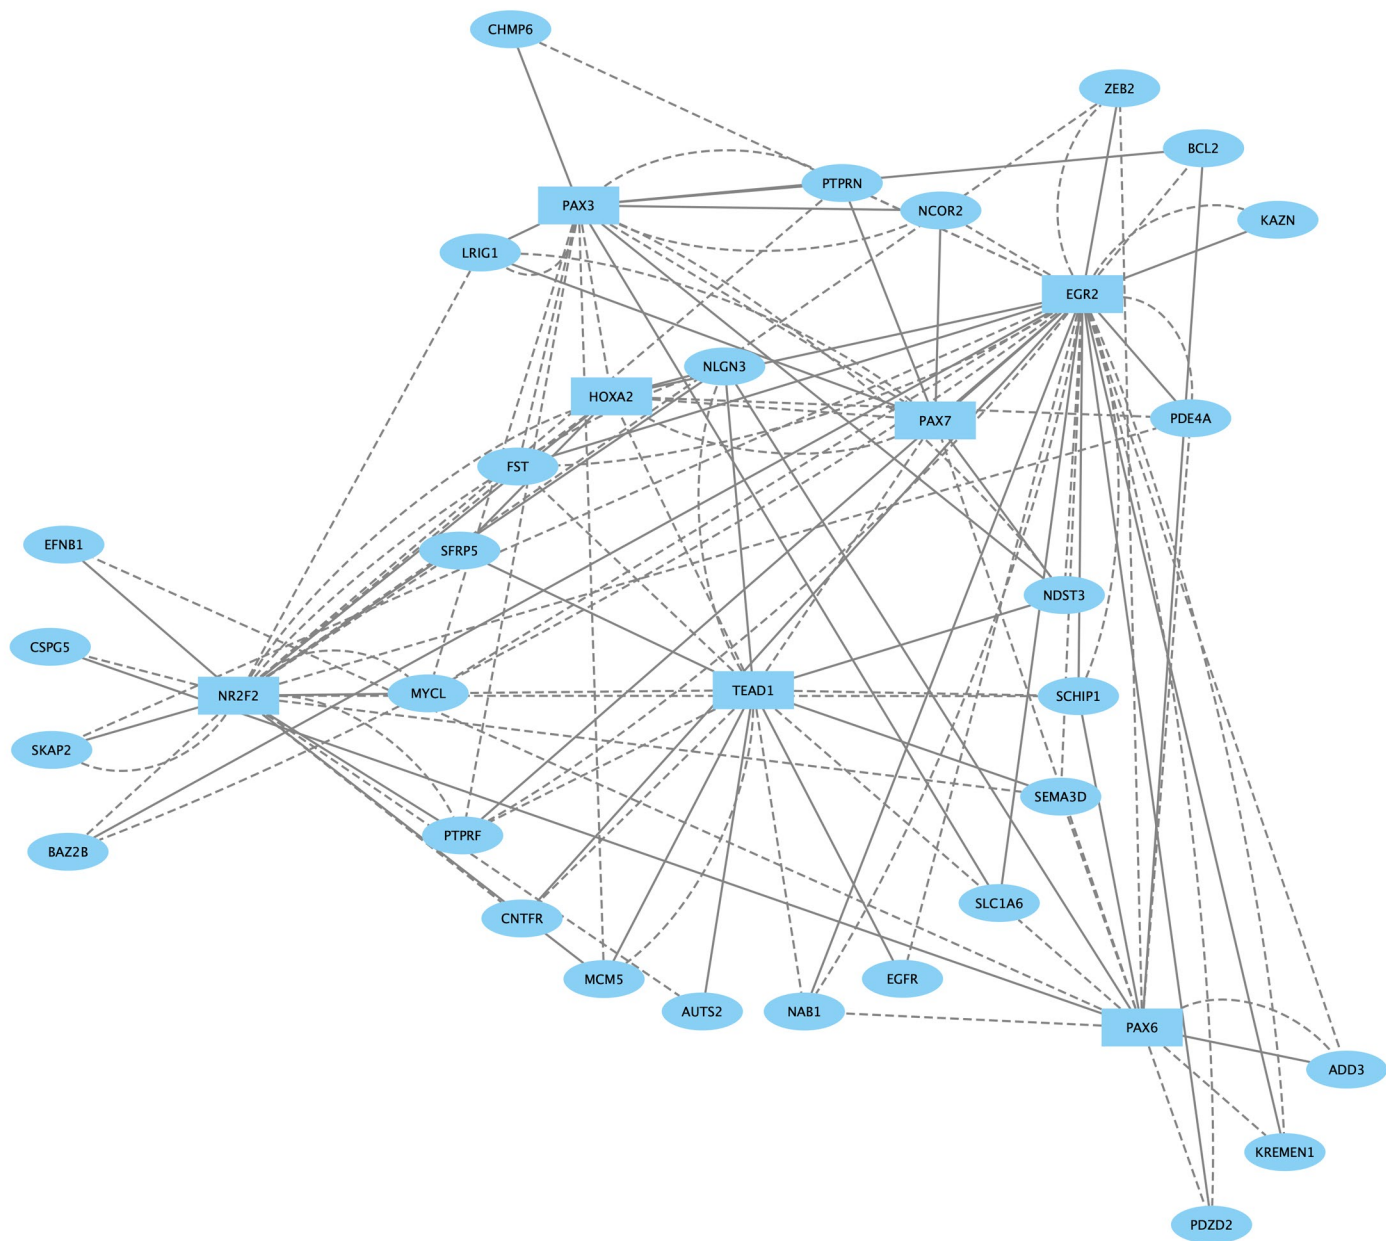 CHMP6
ZEB2
BCL2
PTPRN
PAX3
NCOR2
KAZN
LRIG1
EGR2
NLGN3
HOXA2
PAX7
PDE4A
FST
EFNB1
SFRP5
NDST3
CSPG5
NR2F2
MYCL
TEAD1
SCHIP1
SKAP2
SEMA3D
PTPRF
BAZ2B
SLC1A6
CNTFR
MCM5
EGFR
AUTS2
NAB1
PAX6
ADD3
KREMEN1
PDZD2